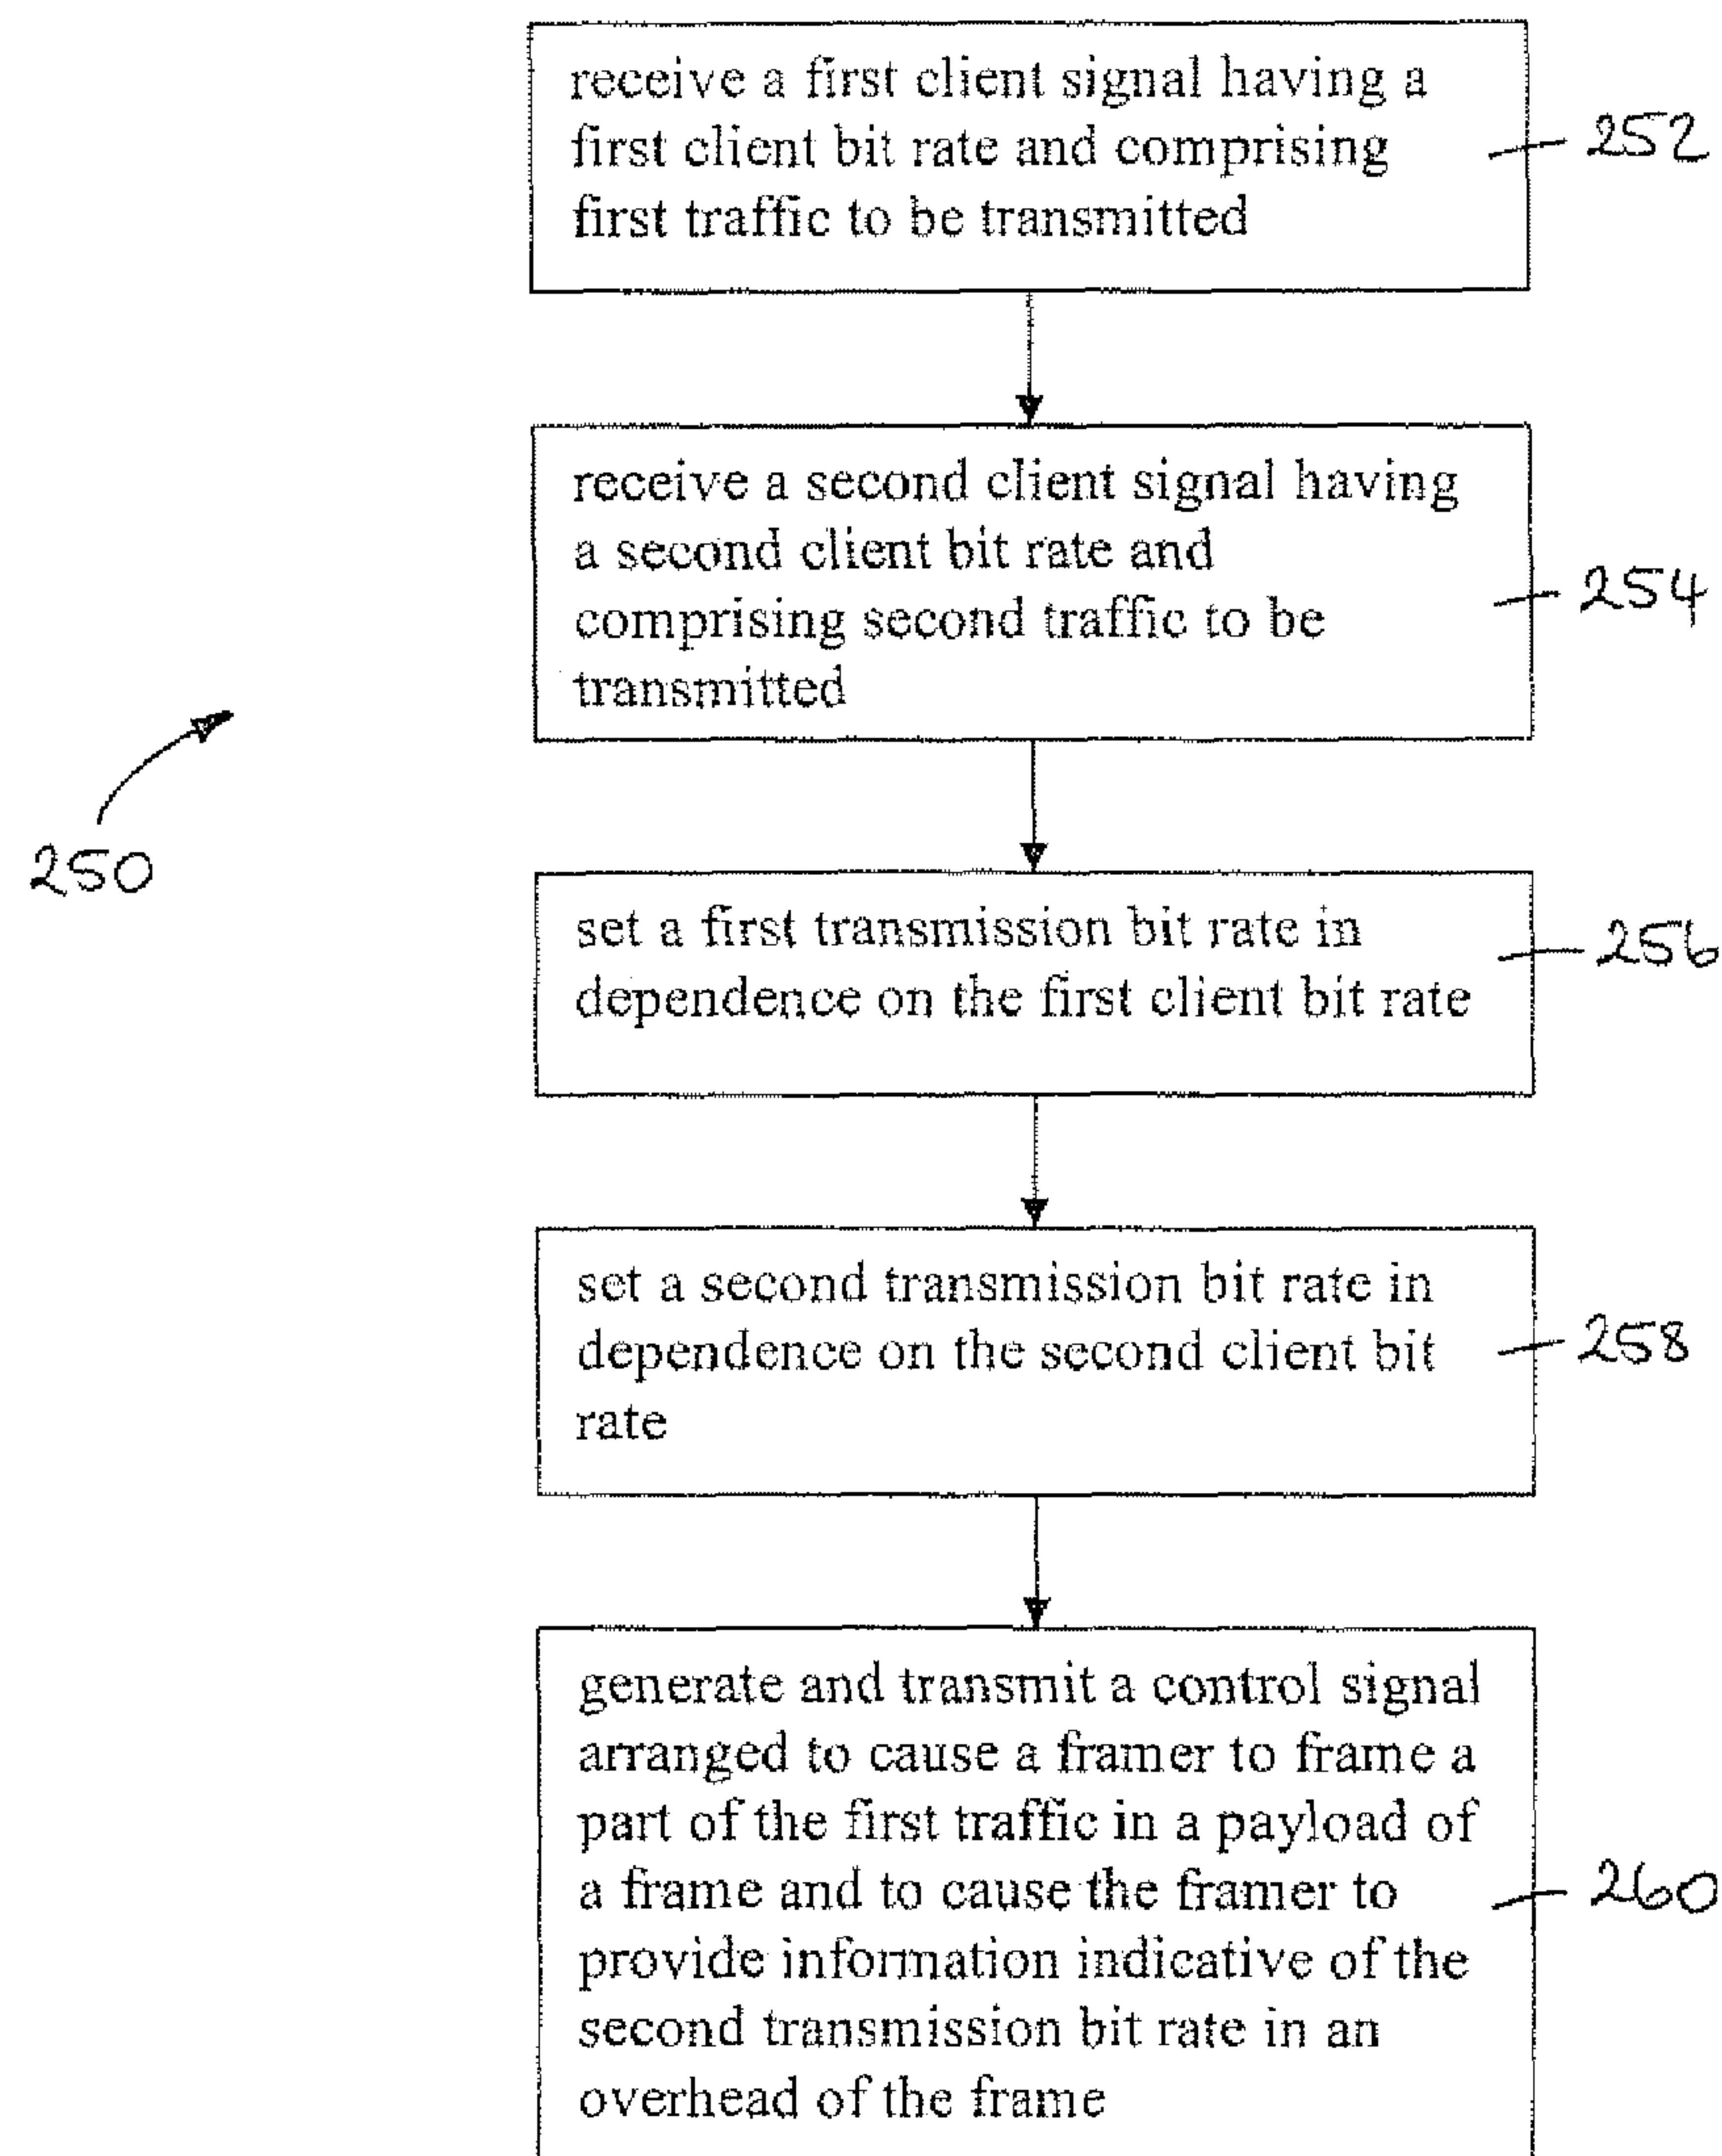 receive a first client signal having a
first client bit rate and comprising
first traffic to be transmitted
252
receive a second client signal having
a second client bit rate and
comprising second traffic to be
transmitted
254
250
set a first transmission bit rate in
dependence on the first client bit rate
256
set a second transmission bit rate in
dependence on the second client bit
rate
258
generate and transmit a control signal
arranged to cause a framer to frame a
part of the first traffic in a payload of
a frame and to cause the framer to
provide information indicative of the
second transmission bit rate in an
overhead of the frame
260